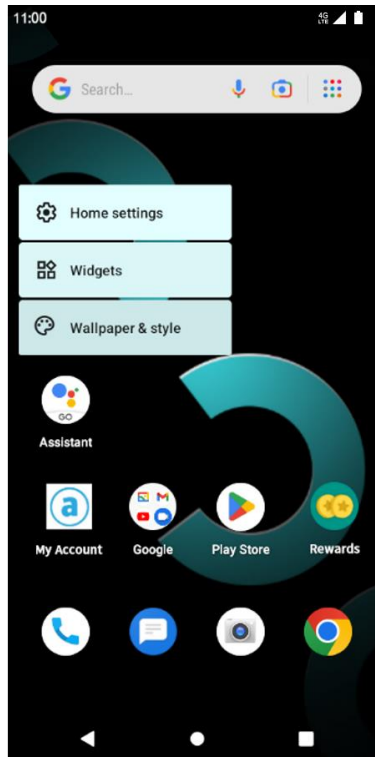 11:00
4G
LTE
Search...
Home settings
Widgets
Wallpaper & style
GO
Assistant
a
My Account
Google
Play Store
Rewards